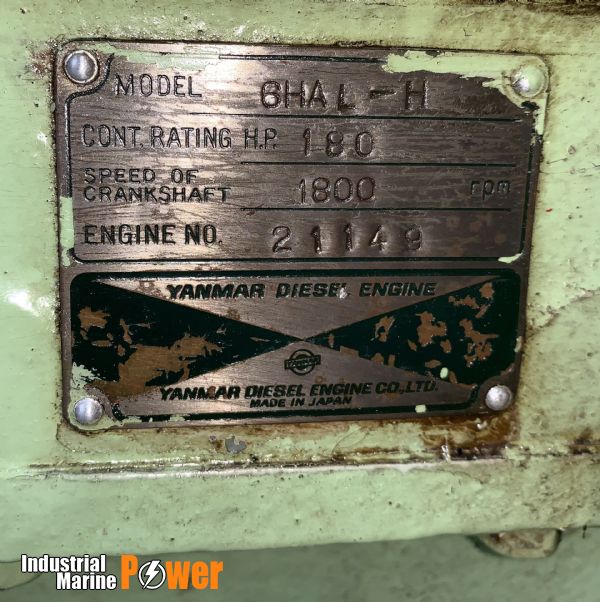 MODEL 6HAL-H
CONT. RATING H.P. 180
SPEED OF
CRANKSHAFT 1800 rpm
ENGINE NO. 21149
YANMAR DIESEL ENGINE
YANMAR DIESEL ENGINE CO., LTD.
MADE IN JAPAN
Industrial
Marine Power